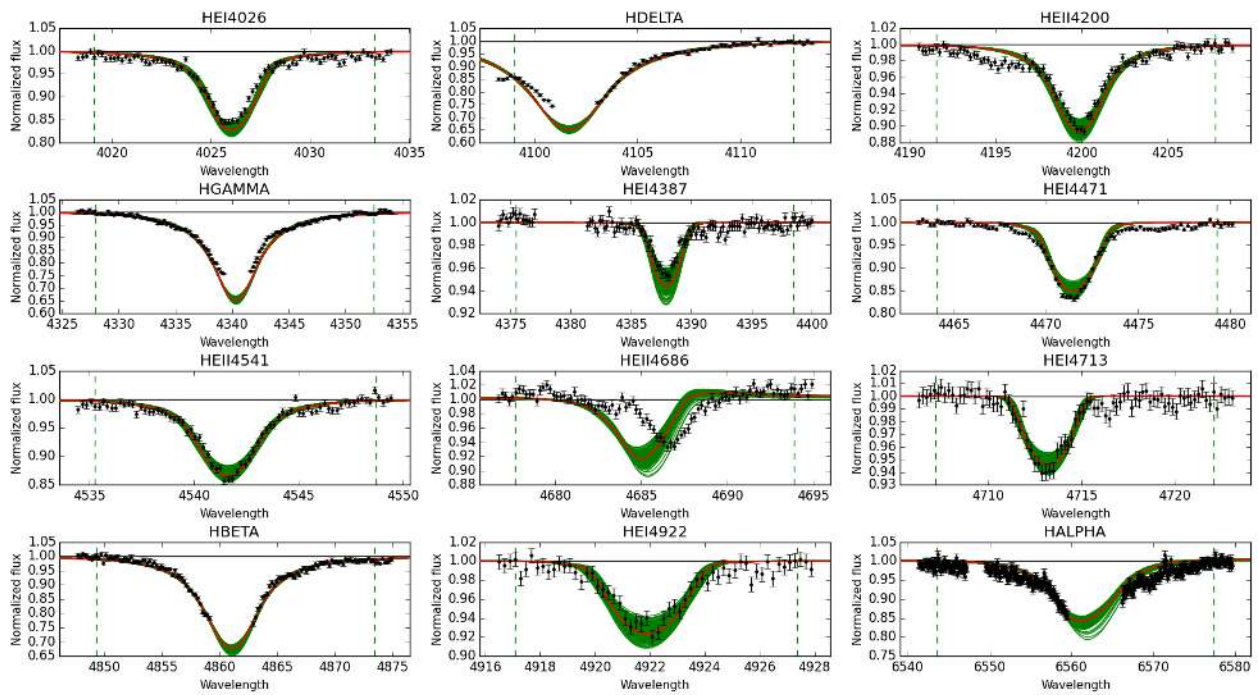 HEI4026
Normalized flux
1.05
1.00
0.95
0.90
0.85
0.80
4020 4025 4030 4035
Wavelength
HDELTA
Normalized flux
1.05
1.00
0.95
0.90
0.85
0.80
0.75
0.70
0.65
0.60
4100 4105 4110
Wavelength
HEII4200
Normalized flux
1.02
1.00
0.98
0.96
0.94
0.92
0.90
0.88
4190 4195 4200 4205
Wavelength
HGAMMA
Normalized flux
1.05
1.00
0.95
0.90
0.85
0.80
0.75
0.70
0.65
0.60
4325 4330 4335 4340 4345 4350 4355
Wavelength
HEI4387
Normalized flux
1.02
1.00
0.98
0.96
0.94
0.92
4375 4380 4385 4390 4395 4400
Wavelength
HEI4471
Normalized flux
1.05
1.00
0.95
0.90
0.85
0.80
4465 4470 4475 4480
Wavelength
HEII4541
Normalized flux
1.05
1.00
0.95
0.90
0.85
4535 4540 4545 4550
Wavelength
HEII4686
Normalized flux
1.04
1.02
1.00
0.98
0.96
0.94
0.92
0.90
0.88
4680 4685 4690 4695
Wavelength
HEI4713
Normalized flux
1.02
1.01
1.00
0.99
0.98
0.97
0.96
0.95
0.94
0.93
4710 4715 4720
Wavelength
HBETA
Normalized flux
1.05
1.00
0.95
0.90
0.85
0.80
0.75
0.70
0.65
4850 4855 4860 4865 4870 4875
Wavelength
HEI4922
Normalized flux
1.04
1.02
1.00
0.98
0.96
0.94
0.92
0.90
4916 4918 4920 4922 4924 4926 4928
Wavelength
HALPHA
Normalized flux
1.05
1.00
0.95
0.90
0.85
0.80
0.75
6540 6550 6560 6570 6580
Wavelength